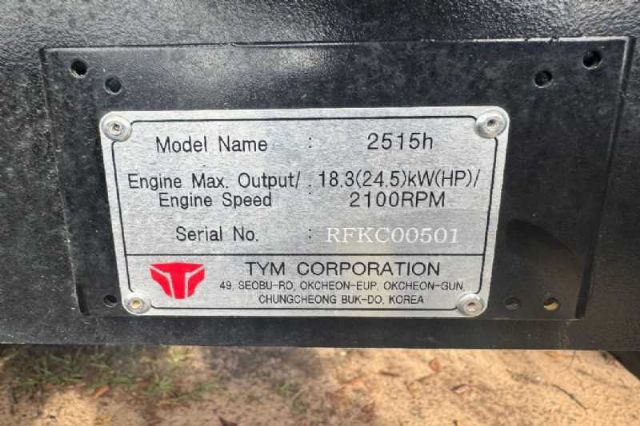 Model Name : 2515h
Engine Max. Output/ : 18.3(24.5)kW(HP)/
Engine Speed 2100RPM
Serial No. : RFKC00501
TYM CORPORATION
49, SEOBU-RO, OKCHEON-EUP, OKCHEON-GUN,
CHUNGCHEONG BUK-DO, KOREA